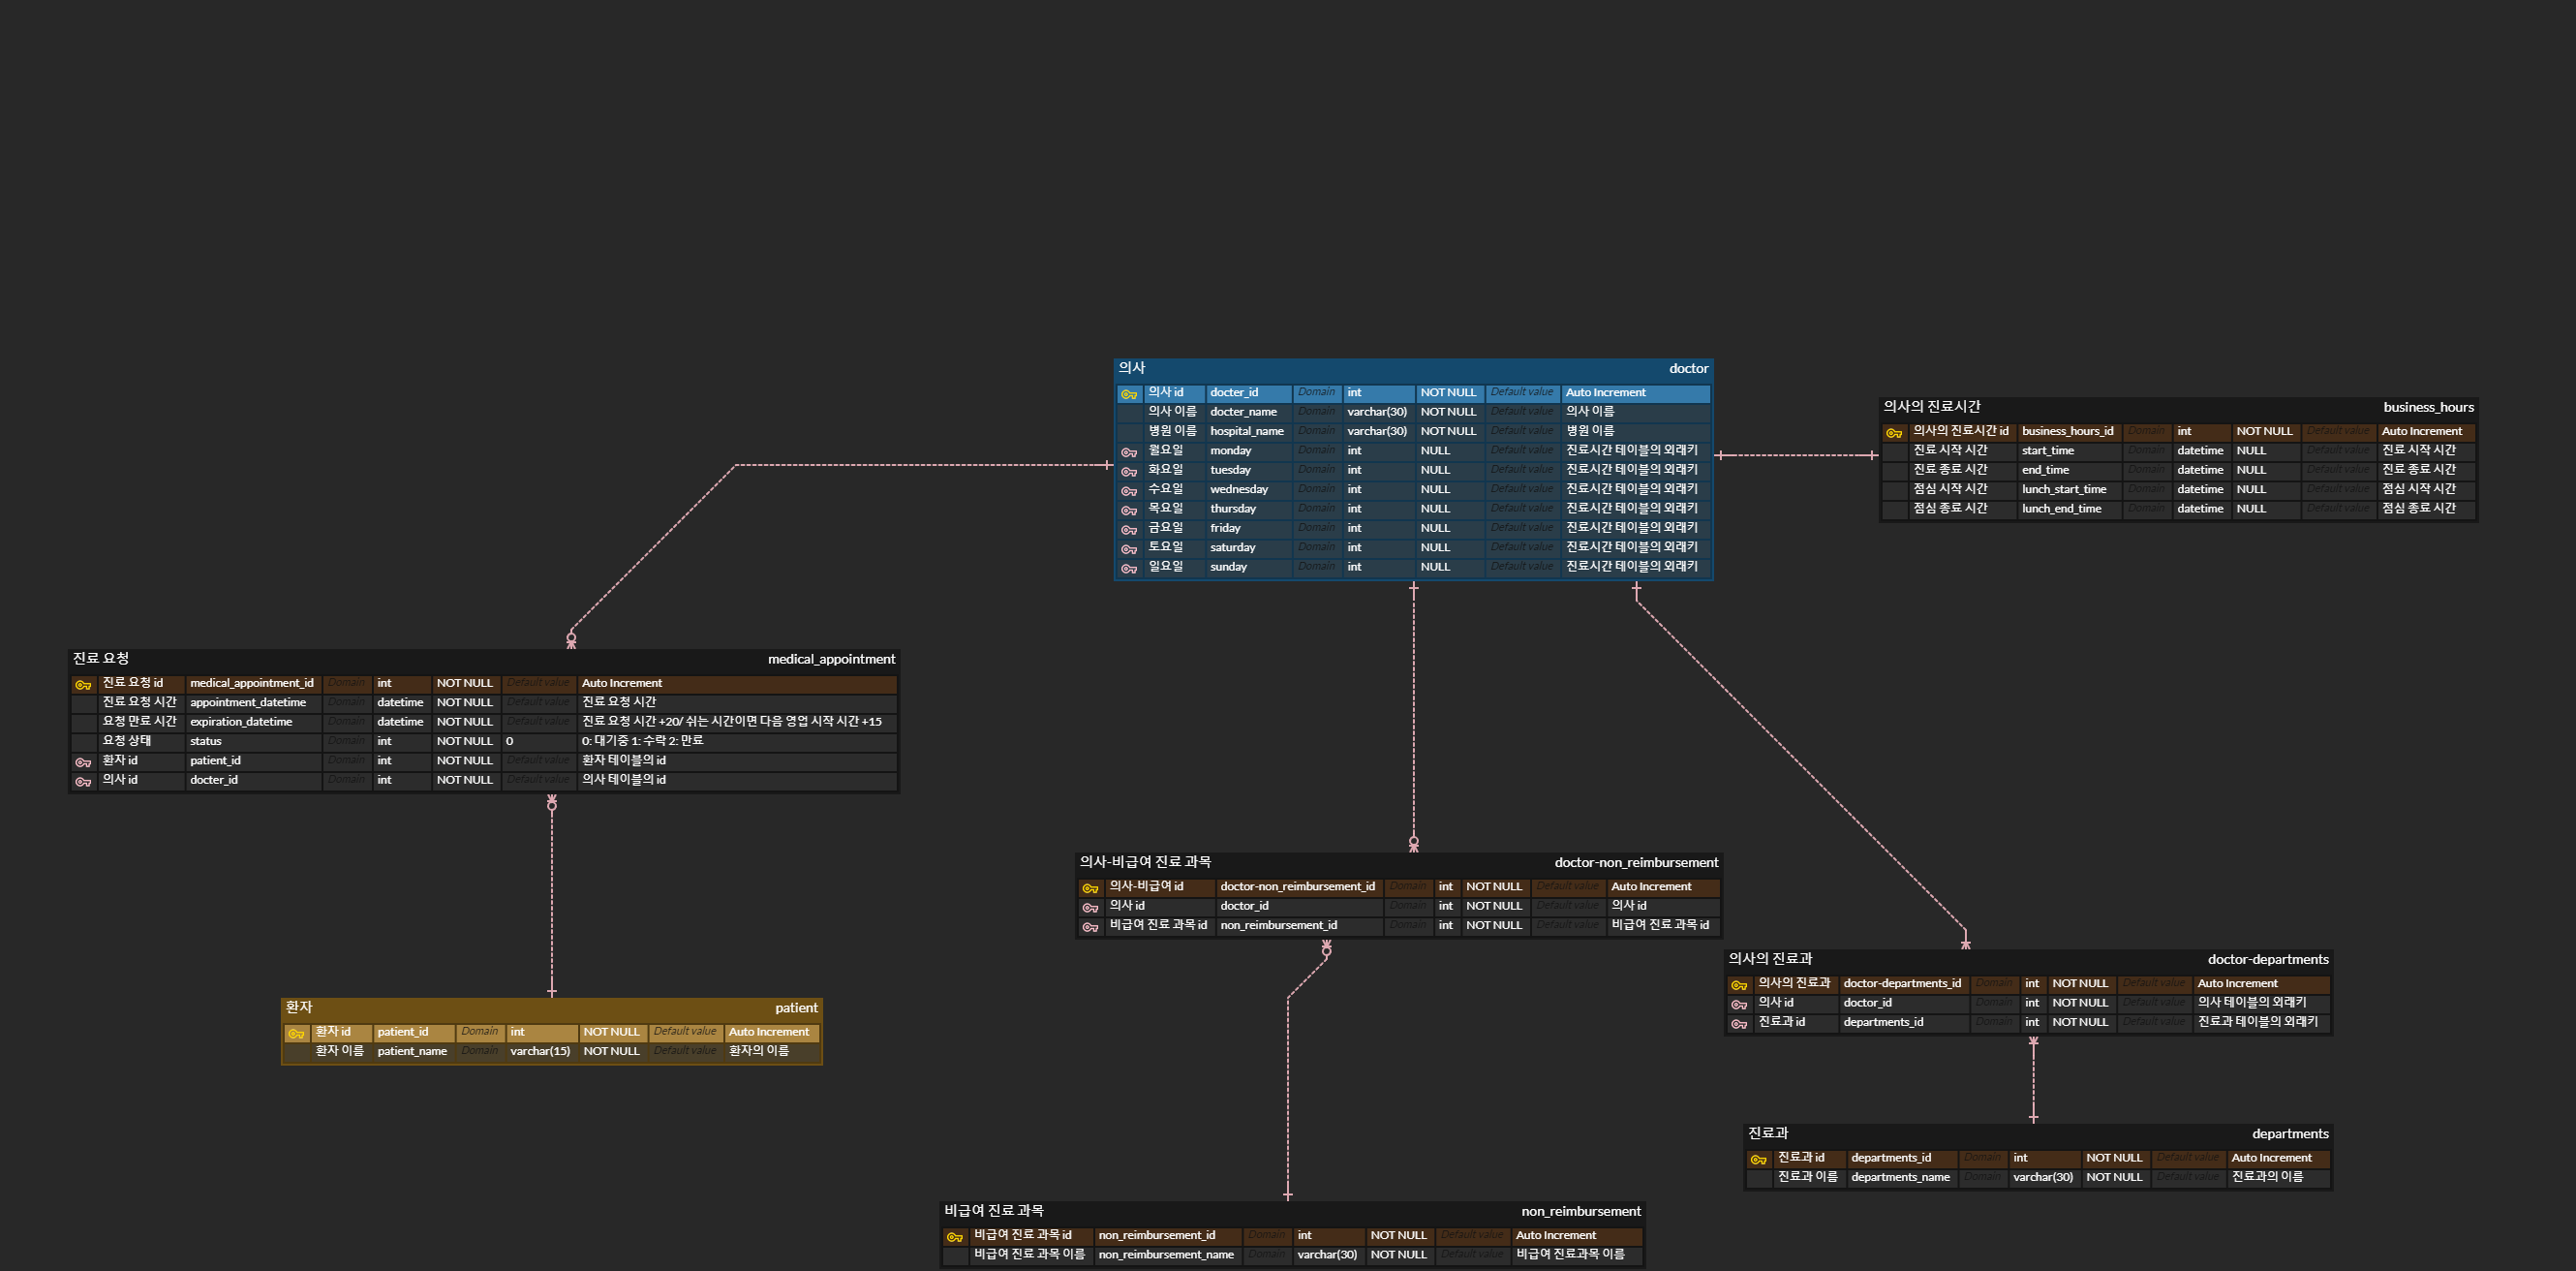 의사 doctor
의사 id docter_id Domain int NOT NULL Default value Auto Increment
의사 이름 docter_name Domain varchar(30) NOT NULL Default value 의사 이름
병원 이름 hospital_name Domain varchar(30) NOT NULL Default value 병원 이름
월요일 monday Domain int NULL Default value 진료시간 테이블의 외래키
화요일 tuesday Domain int NULL Default value 진료시간 테이블의 외래키
수요일 wednesday Domain int NULL Default value 진료시간 테이블의 외래키
목요일 thursday Domain int NULL Default value 진료시간 테이블의 외래키
금요일 friday Domain int NULL Default value 진료시간 테이블의 외래키
토요일 saturday Domain int NULL Default value 진료시간 테이블의 외래키
일요일 sunday Domain int NULL Default value 진료시간 테이블의 외래키
의사의 진료시간 business_hours
의사의 진료시간 id business_hours_id Domain int NOT NULL Default value Auto Increment
진료 시작 시간 start_time Domain datetime NULL Default value 진료 시작 시간
진료 종료 시간 end_time Domain datetime NULL Default value 진료 종료 시간
점심 시작 시간 lunch_start_time Domain datetime NULL Default value 점심 시작 시간
점심 종료 시간 lunch_end_time Domain datetime NULL Default value 점심 종료 시간
진료 요청 medical_appointment
진료 요청 id medical_appointment_id Domain int NOT NULL Default value Auto Increment
진료 요청 시간 appointment_datetime Domain datetime NOT NULL Default value 진료 요청 시간
요청 만료 시간 expiration_datetime Domain datetime NOT NULL Default value 진료 요청 시간 +20/ 쉬는 시간이면 다음 영업 시작 시간 +15
요청 상태 status Domain int NOT NULL 0 0: 대기중 1: 수락 2: 만료
환자 id patient_id Domain int NOT NULL Default value 환자 테이블의 id
의사 id docter_id Domain int NOT NULL Default value 의사 테이블의 id
의사-비급여 진료 과목 doctor-non_reimbursement
의사-비급여 id doctor-non_reimbursement_id Domain int NOT NULL Default value Auto Increment
의사 id doctor_id Domain int NOT NULL Default value 의사 id
비급여 진료 과목 id non_reimbursement_id Domain int NOT NULL Default value 비급여 진료 과목 id
의사의 진료과 doctor-departments
의사의 진료과 doctor-departments_id Domain int NOT NULL Default value Auto Increment
의사 id doctor_id Domain int NOT NULL Default value 의사 테이블의 외래키
진료과 id departments_id Domain int NOT NULL Default value 진료과 테이블의 외래키
환자 patient
환자 id patient_id Domain int NOT NULL Default value Auto Increment
환자 이름 patient_name Domain varchar(15) NOT NULL Default value 환자의 이름
진료과 departments
진료과 id departments_id Domain int NOT NULL Default value Auto Increment
진료과 이름 departments_name Domain varchar(30) NOT NULL Default value 진료과의 이름
비급여 진료 과목 non_reimbursement
비급여 진료 과목 id non_reimbursement_id Domain int NOT NULL Default value Auto Increment
비급여 진료 과목 이름 non_reimbursement_name Domain varchar(30) NOT NULL Default value 비급여 진료과목 이름